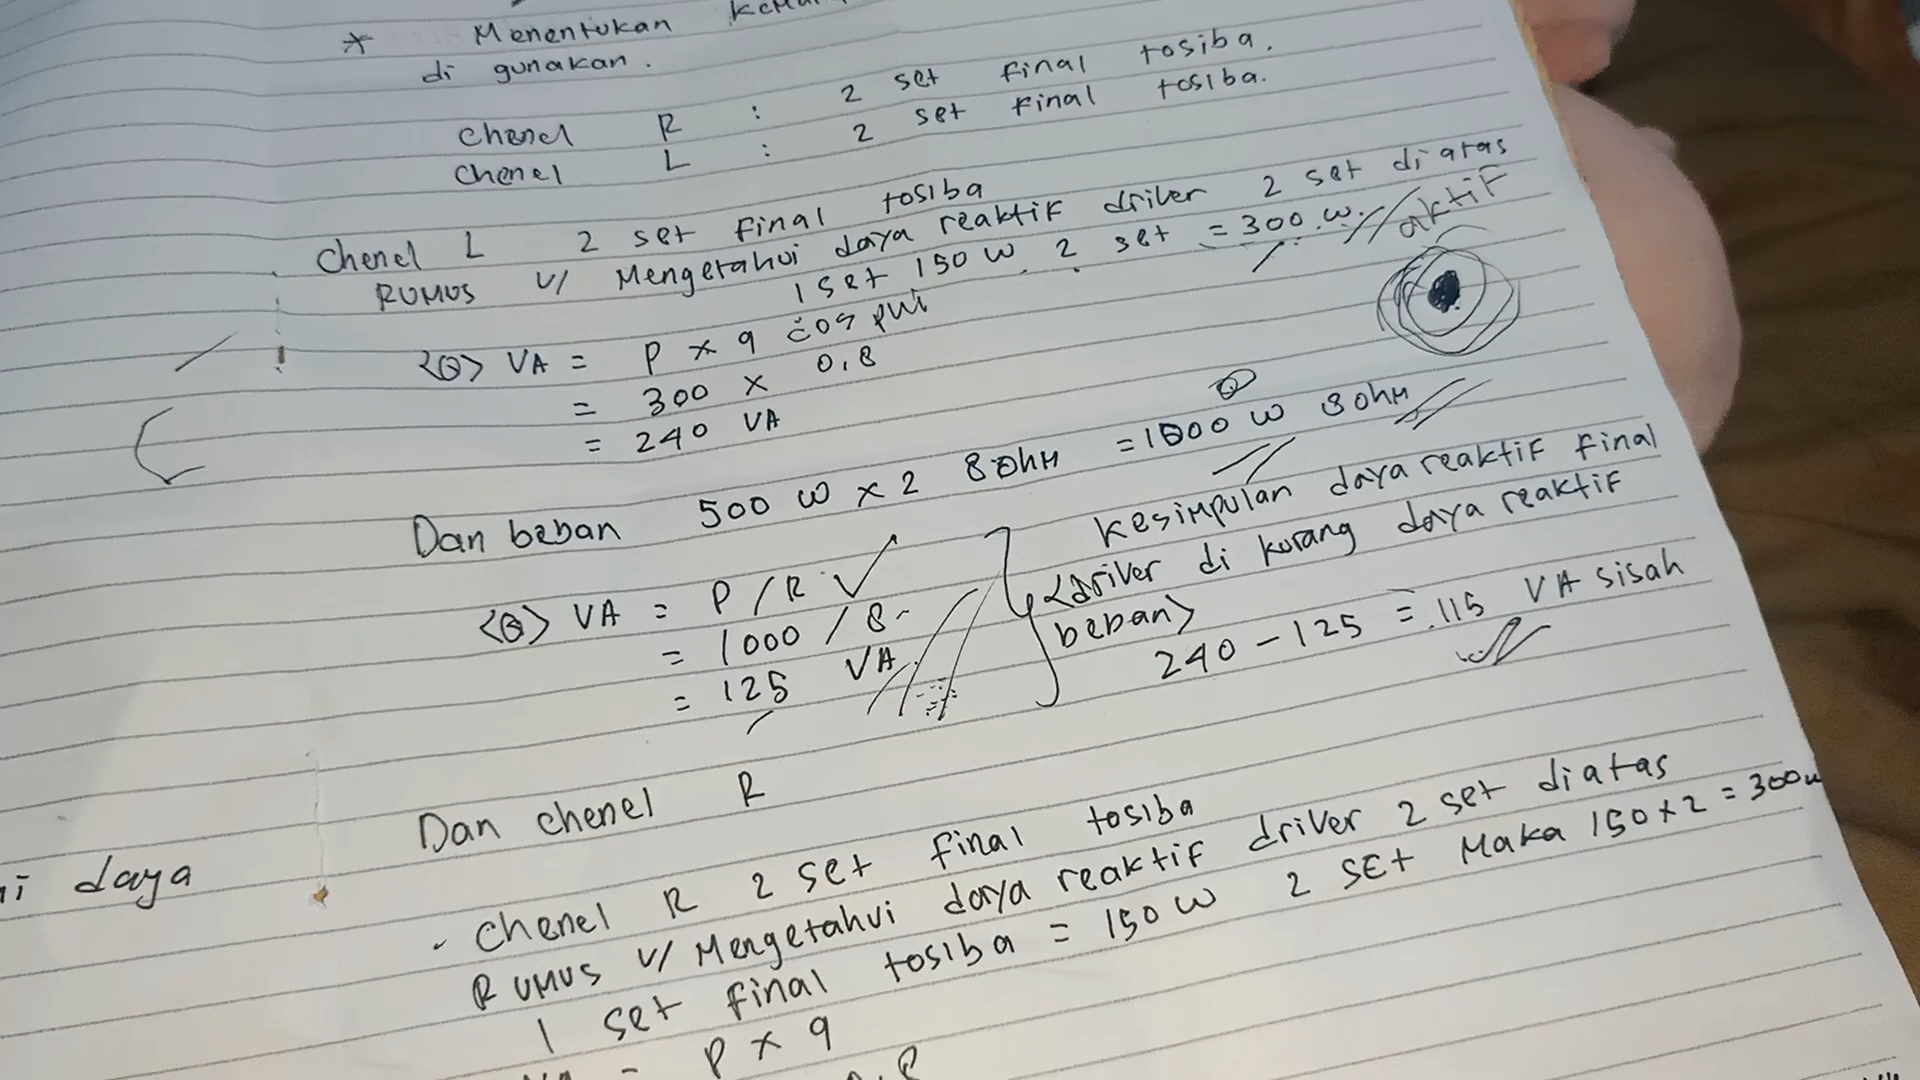 * Menentukan
di gunakan.
Chenel R : 2 set final tosiba.
Chenel L : 2 set final tosiba.
Chenel L 2 set final tosiba
RUMUS U/ Mengetahui daya reaktif driver 2 set diatas
1 set 150 W 2 set = 300 W. aktif
<Q> VA = P x 9 cos phi
= 300 x 0,8
= 240 VA
Dan beban 500 W x 2 8 ohm = 1000 W 8 ohm
<Q> VA = P / R
= 1000 / 8
= 125 VA
Kesimpulan daya reaktif final
<driver di kurang daya reaktif
beban>
240 - 125 = 115 VA sisah
Dan chenel R
- Chenel R 2 set final tosiba
RUMUS U/ Mengetahui daya reaktif driver 2 set diatas
1 set final tosiba = 150 W 2 SEt Maka 150 x 2 = 300 W
P x 9
daya